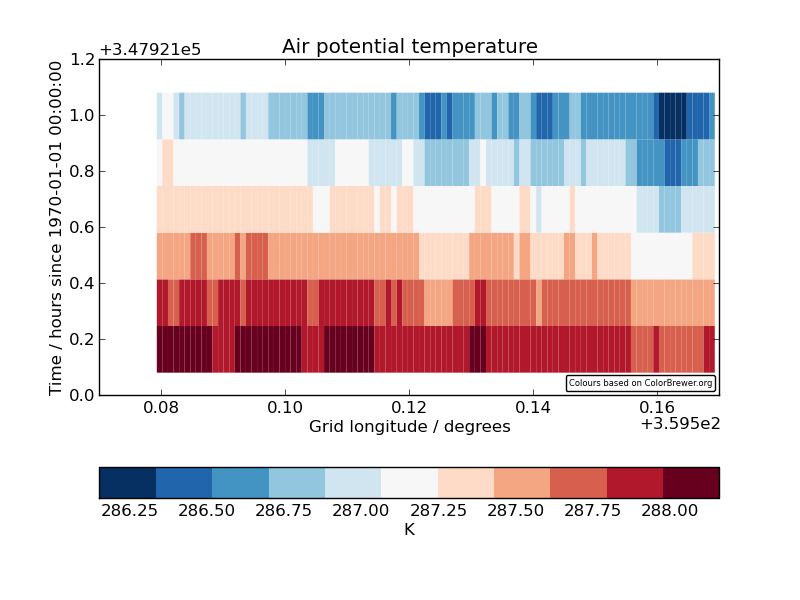 +3.47921e5
Air potential temperature
1.2
1.0
0.8
0.6
0.4
0.2
0.0
Time / hours since 1970-01-01 00:00:00
Colours based on ColorBrewer.org
0.08 0.10 0.12 0.14 0.16
Grid longitude / degrees
+3.595e2
286.25 286.50 286.75 287.00 287.25 287.50 287.75 288.00
K